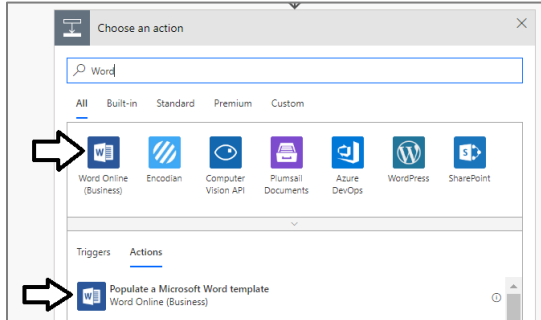 Choose an action
Word
All Built-in Standard Premium Custom
Word Online (Business) Encodian Computer Vision API Plumsail Documents Azure DevOps WordPress SharePoint
Triggers Actions
Populate a Microsoft Word template
Word Online (Business)